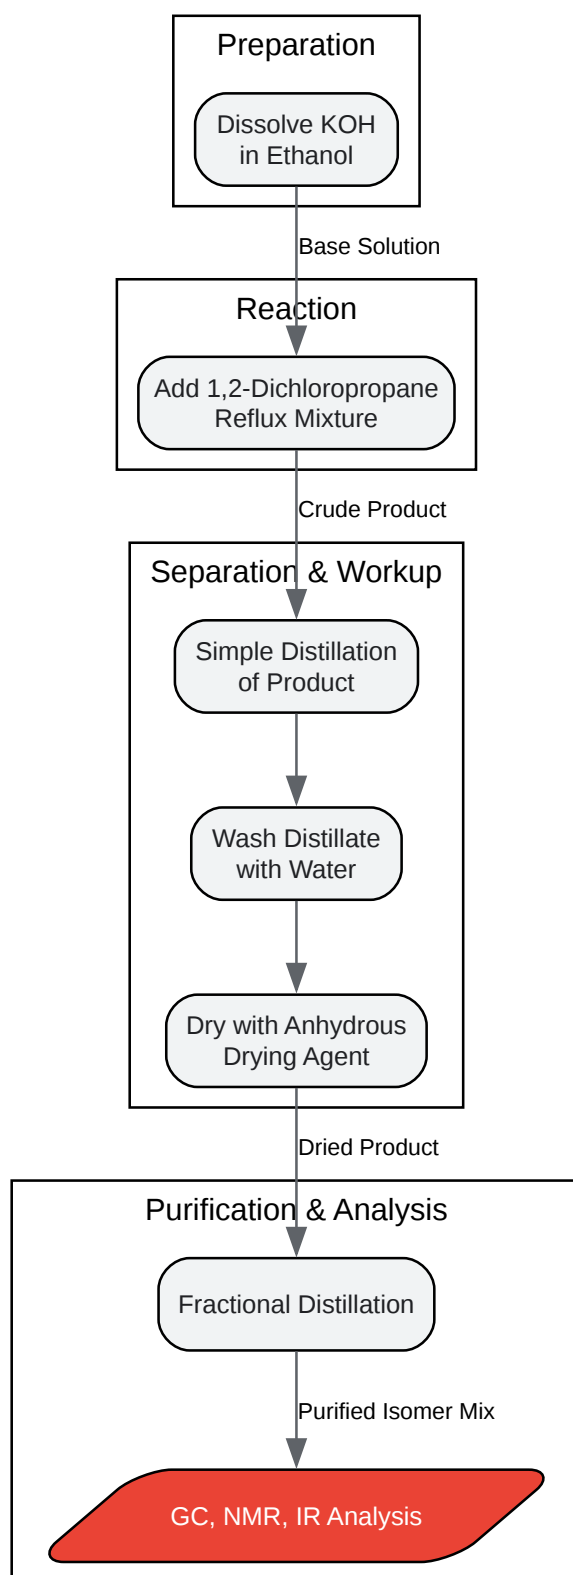 Preparation
Dissolve KOH
in Ethanol
Base Solution
Reaction
Add 1,2-Dichloropropane
Reflux Mixture
Crude Product
Separation & Workup
Simple Distillation
of Product
Wash Distillate
with Water
Dry with Anhydrous
Drying Agent
Dried Product
Purification & Analysis
Fractional Distillation
Purified Isomer Mix
GC, NMR, IR Analysis